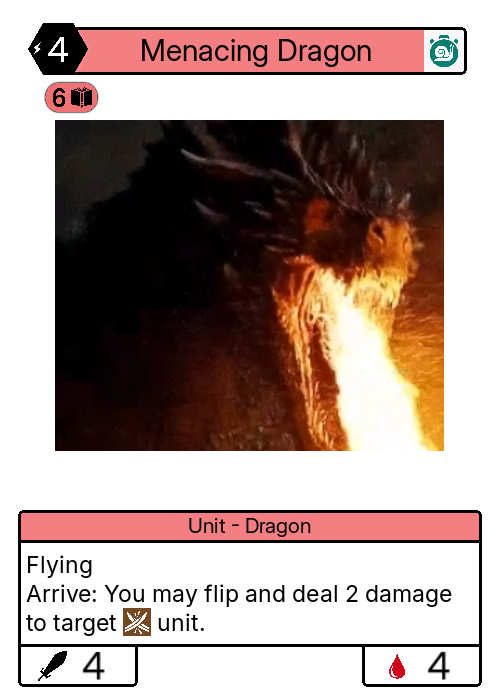 4 Menacing Dragon
6
Unit - Dragon
Flying
Arrive: You may flip and deal 2 damage
to target unit.
4 4